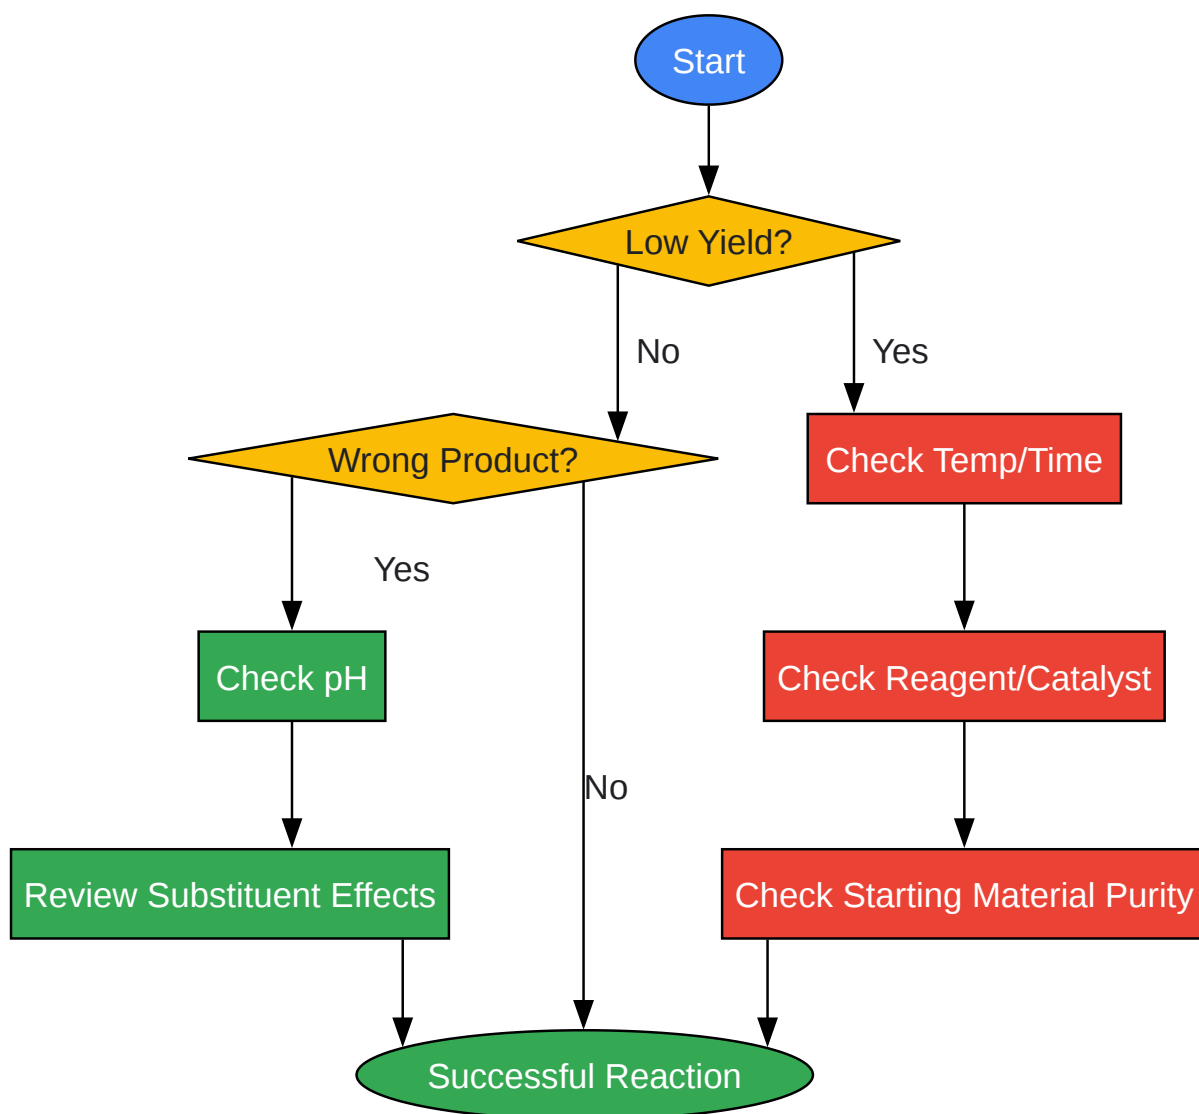 Start
Low Yield?
No
Yes
Wrong Product?
Check Temp/Time
Yes
Check pH
Check Reagent/Catalyst
No
Review Substituent Effects
Check Starting Material Purity
Successful Reaction